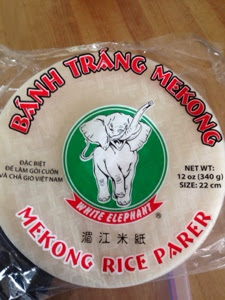 BÁNH TRÁNG MEKONG
ĐẶC BIỆT
ĐỂ LÀM GỎI CUỐN
VÀ CHẢ GIÒ VIỆT NAM
NET WT:
12 oz (340 g)
SIZE: 22 cm
WHITE ELEPHANT ®
湄江米紙
MEKONG RICE PARER